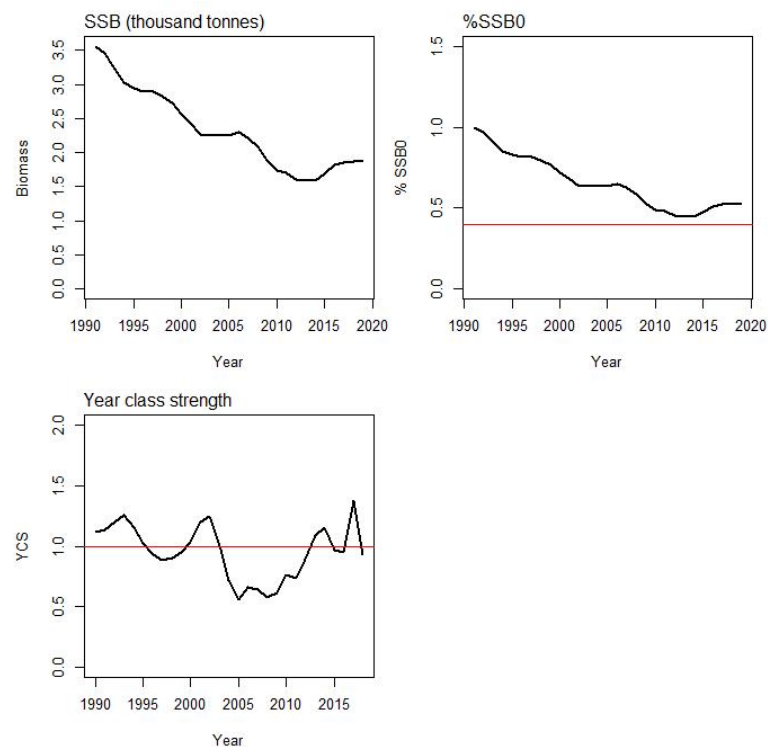 SSB (thousand tonnes)
3.5
3.0
2.5
2.0
1.5
1.0
0.5
0.0
Biomass
1990 1995 2000 2005 2010 2015 2020
Year
%SSB0
1.5
1.0
0.5
0.0
% SSB0
1990 1995 2000 2005 2010 2015 2020
Year
Year class strength
2.0
1.5
1.0
0.5
0.0
YCS
1990 1995 2000 2005 2010 2015
Year